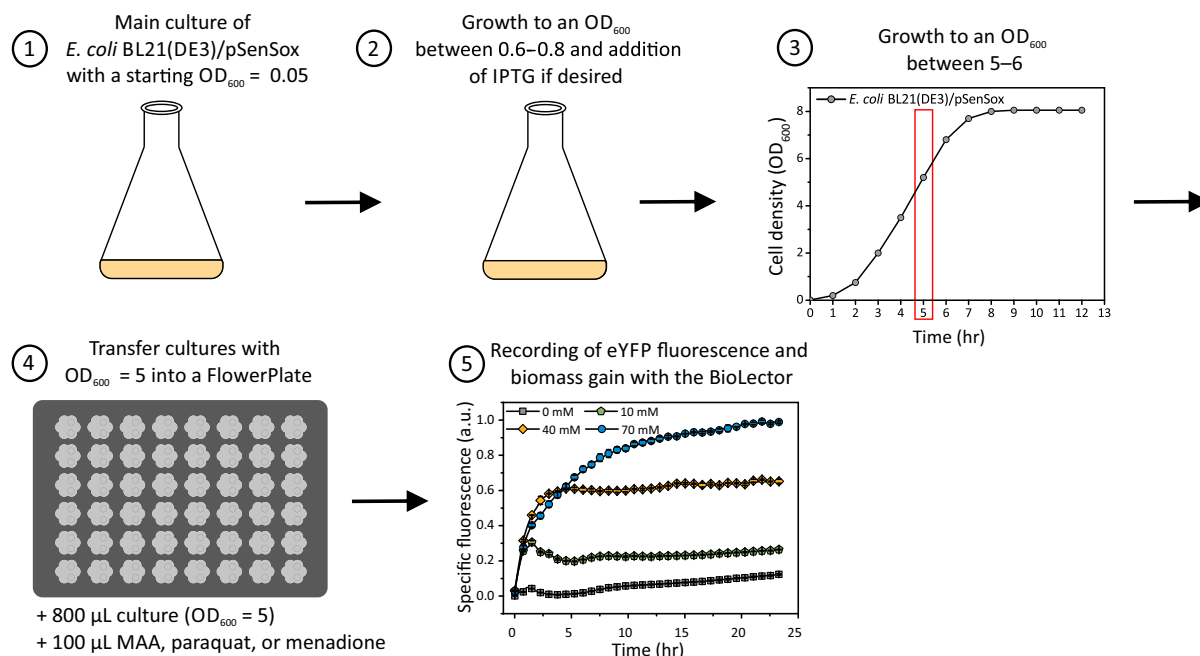 1
Main culture of
E. coli BL21(DE3)/pSenSox
with a starting OD600 = 0.05
2
Growth to an OD600
between 0.6–0.8 and addition
of IPTG if desired
3
Growth to an OD600
between 5–6
E. coli BL21(DE3)/pSenSox
Cell density (OD600)
8
6
4
2
0
0 1 2 3 4 5 6 7 8 9 10 11 12 13
Time (hr)
4
Transfer cultures with
OD600 = 5 into a FlowerPlate
+ 800 µL culture (OD600 = 5)
+ 100 µL MAA, paraquat, or menadione
5
Recording of eYFP fluorescence and
biomass gain with the BioLector
0 mM 10 mM
40 mM 70 mM
Specific fluorescence (a.u.)
1.0
0.8
0.6
0.4
0.2
0.0
0 5 10 15 20 25
Time (hr)